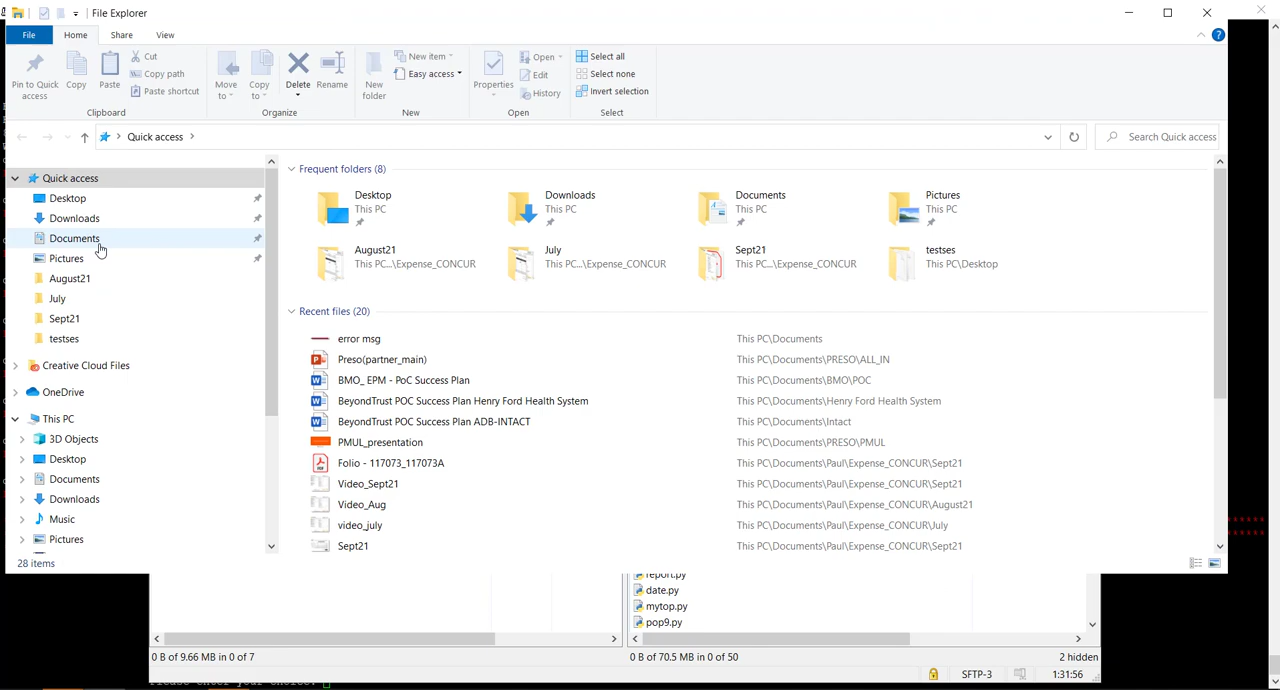 File Explorer
File Home Share View
Pin to Quick access
Copy
Paste
Cut
Copy path
Paste shortcut
Clipboard
Move to
Copy to
Delete
Rename
Organize
New folder
New item
Easy access
New
Properties
Open
Edit
History
Open
Select all
Select none
Invert selection
Select
Quick access
Search Quick access
Quick access
Desktop
Downloads
Documents
Pictures
August21
July
Sept21
testses
Creative Cloud Files
OneDrive
This PC
3D Objects
Desktop
Documents
Downloads
Music
Pictures
Frequent folders (8)
Desktop
This PC
Downloads
This PC
Documents
This PC
Pictures
This PC
August21
This PC\...\Expense_CONCUR
July
This PC\...\Expense_CONCUR
Sept21
This PC\...\Expense_CONCUR
testses
This PC\Desktop
Recent files (20)
error msg This PC\Documents
Preso(partner_main) This PC\Documents\PRESO\ALL_IN
BMO_ EPM - PoC Success Plan This PC\Documents\BMO\POC
BeyondTrust POC Success Plan Henry Ford Health System This PC\Documents\Henry Ford Health System
BeyondTrust POC Success Plan ADB-INTACT This PC\Documents\Intact
PMUL_presentation This PC\Documents\PRESO\PMUL
Folio - 117073_117073A This PC\Documents\Paul\Expense_CONCUR\Sept21
Video_Sept21 This PC\Documents\Paul\Expense_CONCUR\Sept21
Video_Aug This PC\Documents\Paul\Expense_CONCUR\August21
video_july This PC\Documents\Paul\Expense_CONCUR\July
Sept21 This PC\Documents\Paul\Expense_CONCUR\Sept21
28 items
report.py
date.py
mytop.py
pop9.py
0 B of 9.66 MB in 0 of 7
0 B of 70.5 MB in 0 of 50
2 hidden
SFTP-3
1:31:56
Please enter your choice: